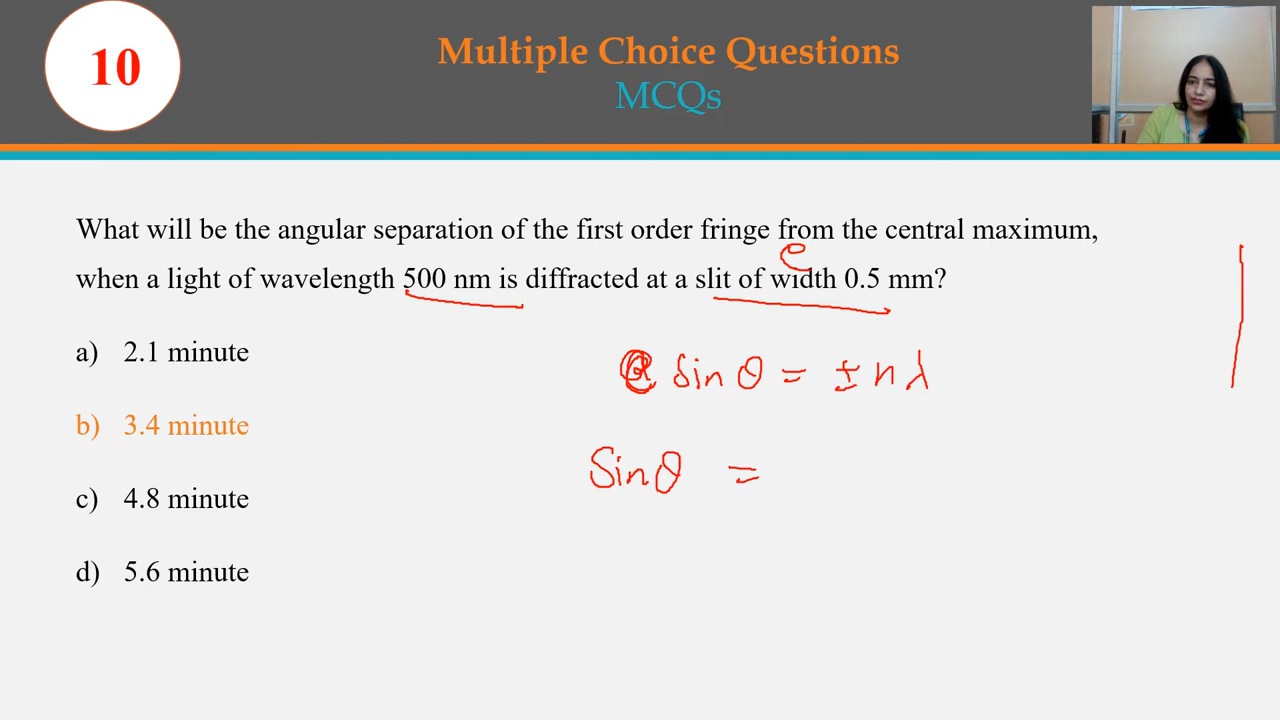 10
Multiple Choice Questions
MCQs
What will be the angular separation of the first order fringe from the central maximum,
e
when a light of wavelength 500 nm is diffracted at a slit of width 0.5 mm?
a) 2.1 minute
e sin θ = ± n λ
b) 3.4 minute
Sin θ =
c) 4.8 minute
d) 5.6 minute